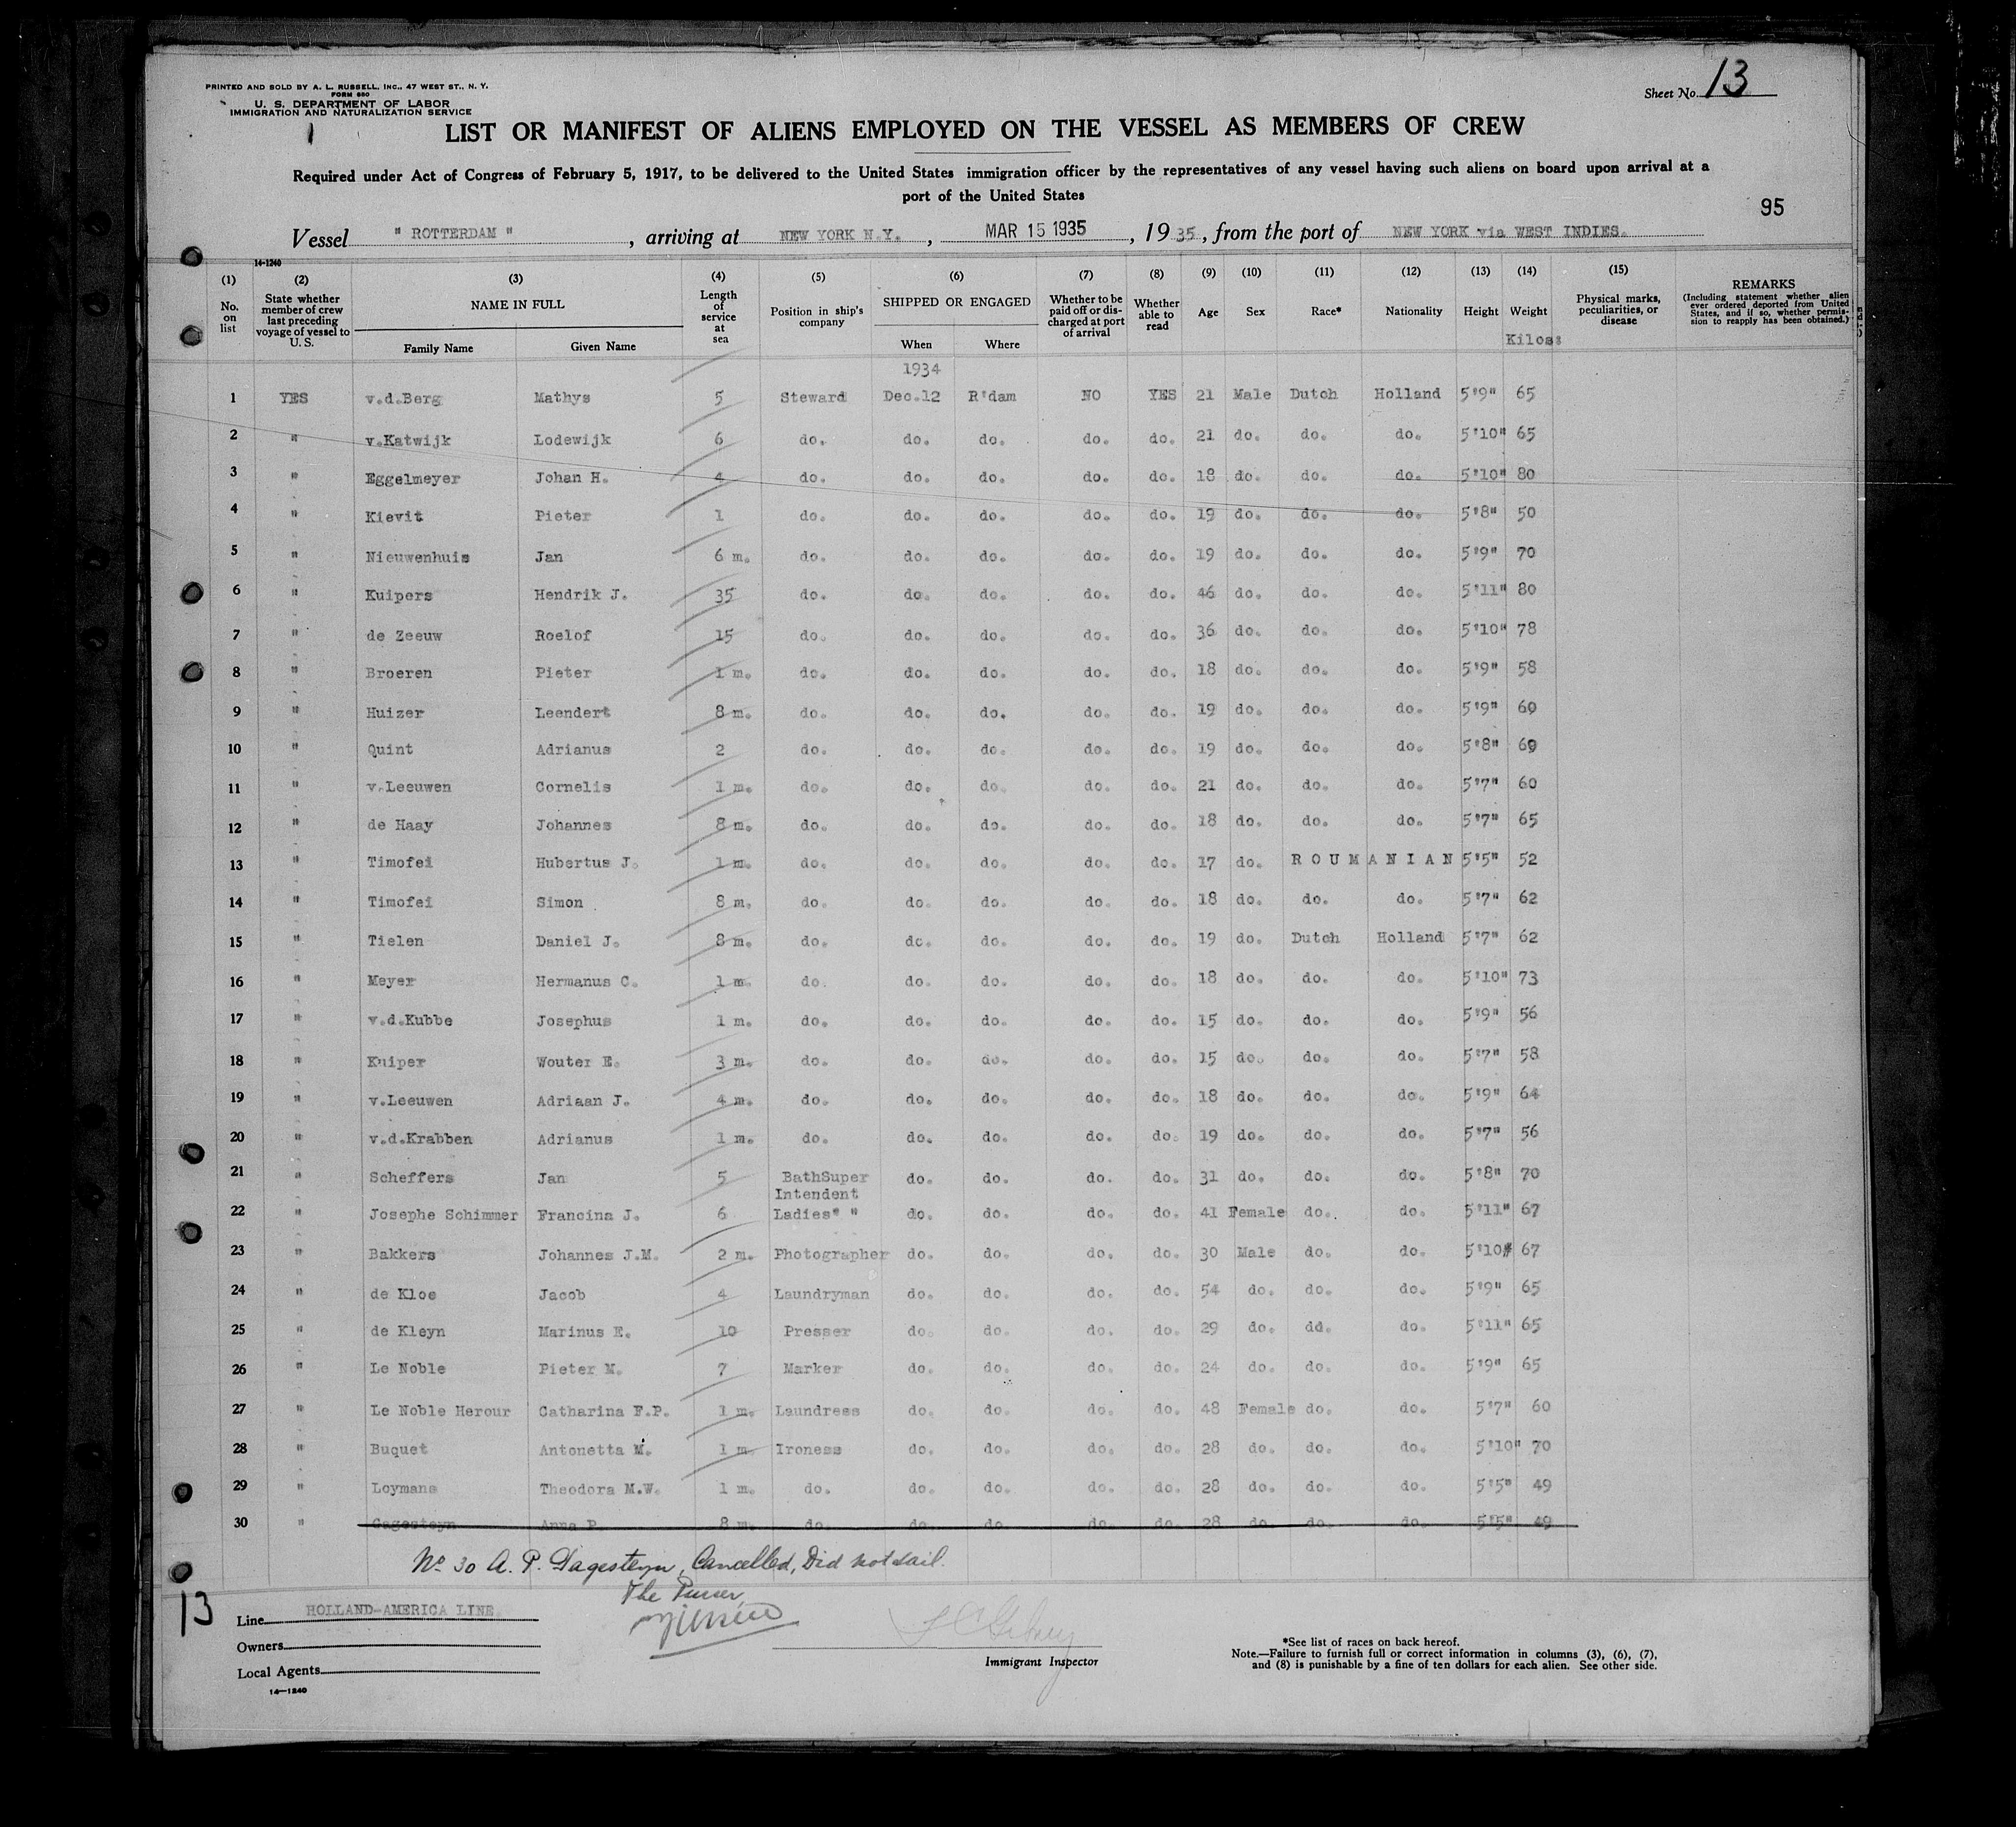 PRINTED AND SOLD BY A. L. RUSSELL, INC., 47 WEST ST., N. Y.
FORM 680
U. S. DEPARTMENT OF LABOR
IMMIGRATION AND NATURALIZATION SERVICE
Sheet No. 13
LIST OR MANIFEST OF ALIENS EMPLOYED ON THE VESSEL AS MEMBERS OF CREW
Required under Act of Congress of February 5, 1917, to be delivered to the United States immigration officer by the representatives of any vessel having such aliens on board upon arrival at a
port of the United States
95
Vessel " ROTTERDAM ", arriving at NEW YORK N.Y., MAR 15 1935, 1935, from the port of NEW YORK via WEST INDIES.
14-1240
(1) (2) (3) (4) (5) (6) (7) (8) (9) (10) (11) (12) (13) (14) (15)
No. on list | State whether member of crew last preceding voyage of vessel to U. S. | NAME IN FULL | Length of service at sea | Position in ship's company | SHIPPED OR ENGAGED | Whether to be paid off or discharged at port of arrival | Whether able to read | Age | Sex | Race* | Nationality | Height | Weight | Physical marks, peculiarities, or disease | REMARKS (Including statement whether alien ever ordered deported from United States, and if so, whether permission to reapply has been obtained.)
Family Name | Given Name | When | Where | Kilos
1934
1 YES v.d.Berg Mathys 5 Steward Dec.12 R'dam NO YES 21 Male Dutch Holland 5'9" 65
2 " v.Katwijk Lodewijk 6 do. do. do. do. do. 21 do. do. do. 5'10" 65
3 " Eggelmeyer Johan H. 4 do. do. do. do. do. 18 do. do. do. 5'10" 80
4 " Kievit Pieter 1 do. do. do. do. do. 19 do. do. do. 5'8" 50
5 " Nieuwenhuis Jan 6 m. do. do. do. do. do. 19 do. do. do. 5'9" 70
6 " Kuipers Hendrik J. 35 do. do. do. do. do. 46 do. do. do. 5'11" 80
7 " de Zeeuw Roelof 15 do. do. do. do. do. 36 do. do. do. 5'10" 78
8 " Broeren Pieter 1 m. do. do. do. do. do. 18 do. do. do. 5'9" 58
9 " Huizer Leendert 8 m. do. do. do. do. do. 19 do. do. do. 5'9" 60
10 " Quint Adrianus 2 do. do. do. do. do. 19 do. do. do. 5'8" 69
11 " v.Leeuwen Cornelis 1 m. do. do. do. do. do. 21 do. do. do. 5'7" 60
12 " de Haay Johannes 8 m. do. do. do. do. do. 18 do. do. do. 5'7" 65
13 " Timofei Hubertus J. 1 m. do. do. do. do. do. 17 do. ROUMANIAN 5'5" 52
14 " Timofei Simon 8 m. do. do. do. do. do. 18 do. do. do. 5'7" 62
15 " Tielen Daniel J. 8 m. do. do. do. do. do. 19 do. Dutch Holland 5'7" 62
16 " Meyer Hermanus C. 1 m. do. do. do. do. do. 18 do. do. do. 5'10" 73
17 " v.d.Kubbe Josephus 1 m. do. do. do. do. do. 15 do. do. do. 5'9" 56
18 " Kuiper Wouter E. 3 m. do. do. do. do. do. 15 do. do. do. 5'7" 58
19 " v.Leeuwen Adriaan J. 4 m. do. do. do. do. do. 18 do. do. do. 5'9" 64
20 " v.d.Krabben Adrianus 1 m. do. do. do. do. do. 19 do. do. do. 5'7" 56
21 " Scheffers Jan 5 BathSuper Intendent do. do. do. do. 31 do. do. do. 5'8" 70
22 " Josephe Schimmer Francina J. 6 Ladies" " do. do. do. do. 41 Female do. do. 5'11" 67
23 " Bakkers Johannes J.M. 2 m. Photographer do. do. do. do. 30 Male do. do. 5'10" 67
24 " de Kloe Jacob 4 Laundryman do. do. do. do. 54 do. do. do. 5'9" 65
25 " de Kleyn Marinus E. 10 Presser do. do. do. do. 29 do. dd. do. 5'11" 65
26 " Le Noble Pieter M. 7 Marker do. do. do. do. 24 do. do. do. 5'9" 65
27 " Le Noble Herour Catharina F.P. 1 m. Laundress do. do. do. do. 48 Female do. do. 5'7" 60
28 " Buquet Antonetta M. 1 m. Ironess do. do. do. do. 28 do. do. do. 5'10" 70
29 " Loymans Theodora M.W. 1 m. do. do. do. do. do. 28 do. do. do. 5'5" 49
30 " Gagesteyn Anna P. 8 m. do. do. do. do. do. 28 do. do. do. 5'5" 49
No 30 A. P. Dagesteyn, Cancelled, Did not sail.
The Purser,
13
Line HOLLAND-AMERICA LINE.
Owners
Local Agents
14—1240
Immigrant Inspector
*See list of races on back hereof.
Note.—Failure to furnish full or correct information in columns (3), (6), (7),
and (8) is punishable by a fine of ten dollars for each alien. See other side.